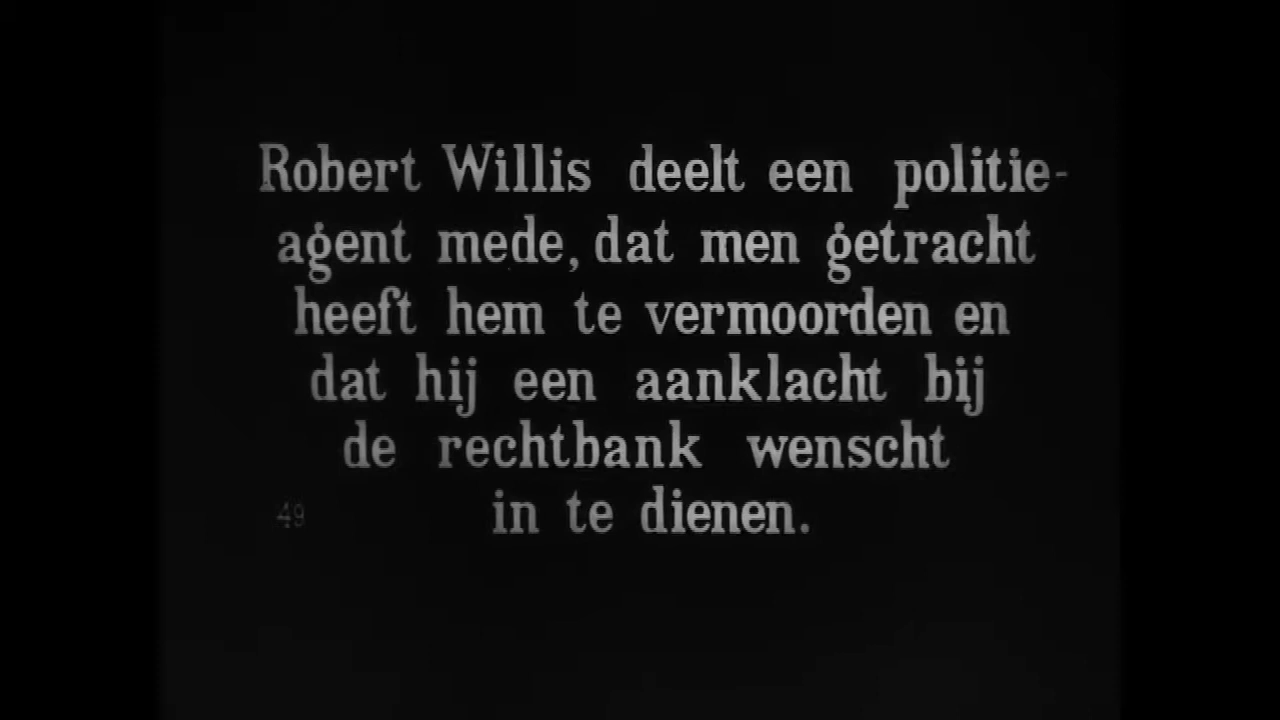 Robert Willis deelt een politie-
agent mede, dat men getracht
heeft hem te vermoorden en
dat hij een aanklacht bij
de rechtbank wenscht
in te dienen.
49